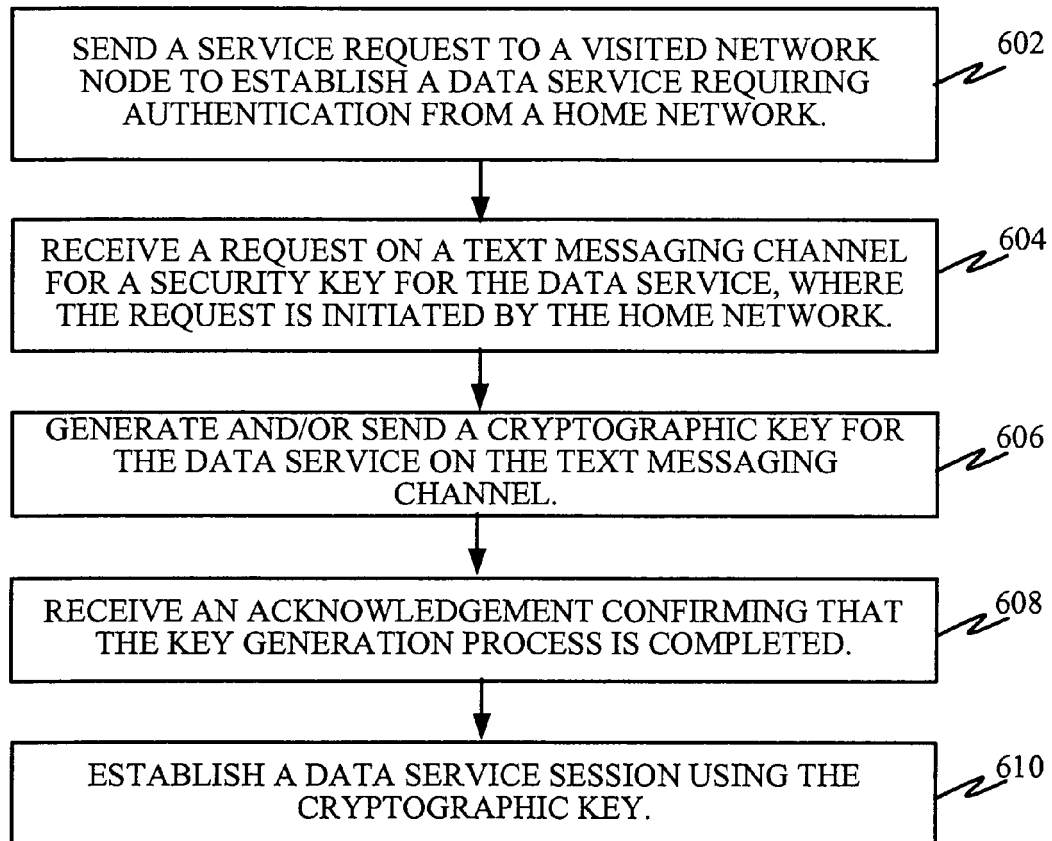 SEND A SERVICE REQUEST TO A VISITED NETWORK
NODE TO ESTABLISH A DATA SERVICE REQUIRING
AUTHENTICATION FROM A HOME NETWORK.
602
RECEIVE A REQUEST ON A TEXT MESSAGING CHANNEL
FOR A SECURITY KEY FOR THE DATA SERVICE, WHERE
THE REQUEST IS INITIATED BY THE HOME NETWORK.
604
GENERATE AND/OR SEND A CRYPTOGRAPHIC KEY FOR
THE DATA SERVICE ON THE TEXT MESSAGING
CHANNEL.
606
RECEIVE AN ACKNOWLEDGEMENT CONFIRMING THAT
THE KEY GENERATION PROCESS IS COMPLETED.
608
ESTABLISH A DATA SERVICE SESSION USING THE
CRYPTOGRAPHIC KEY.
610